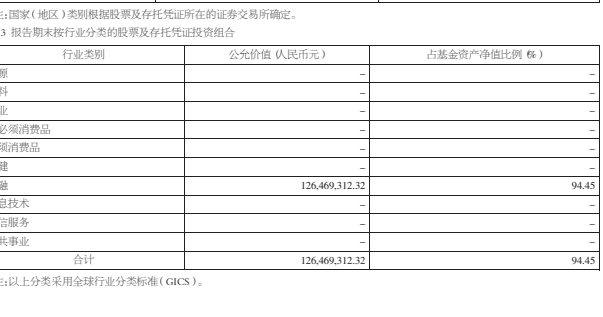 :国家(地区)类别根据股票及存托凭证所在的证券交易所确定。
.3 报告期末按行业分类的股票及存托凭证投资组合
行业类别 公允价值(人民币元) 占基金资产净值比例(%)
源 – –
料 – –
业 – –
必须消费品 – –
须消费品 – –
健 – –
融 126,469,312.32 94.45
息技术 – –
信服务 – –
共事业 – –
合计 126,469,312.32 94.45
:以上分类采用全球行业分类标准(GICS)。